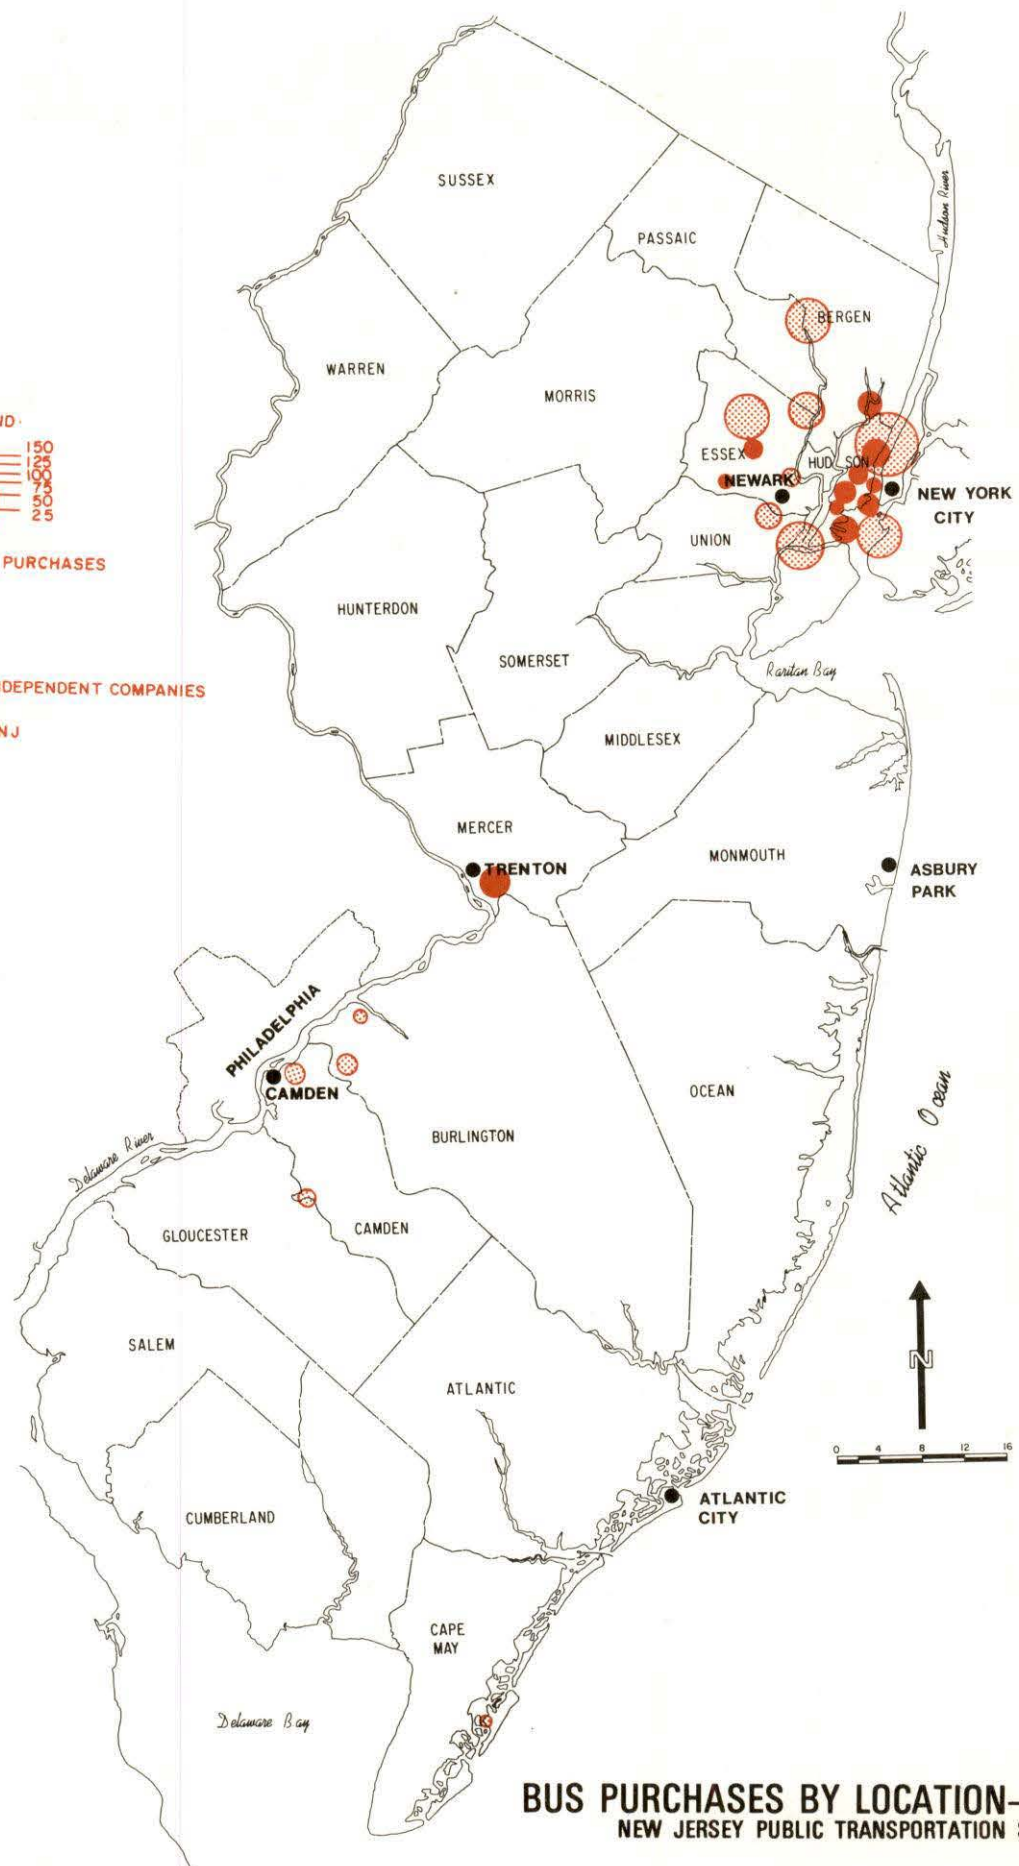 SUSSEX
Hudson River
PASSAIC
BERGEN
WARREN
MORRIS
150
125
100
75
50
25
ESSEX
HUDSON
NEWARK
NEW YORK
CITY
PURCHASES
UNION
HUNTERDON
SOMERSET
Raritan Bay
INDEPENDENT COMPANIES
NJ
MIDDLESEX
MERCER
MONMOUTH
TRENTON
ASBURY
PARK
PHILADELPHIA
CAMDEN
OCEAN
Atlantic Ocean
BURLINGTON
Delaware River
GLOUCESTER
CAMDEN
SALEM
N
ATLANTIC
0 4 8 12 16
ATLANTIC
CITY
CUMBERLAND
CAPE
MAY
Delaware Bay
BUS PURCHASES BY LOCATION-
NEW JERSEY PUBLIC TRANSPORTATION